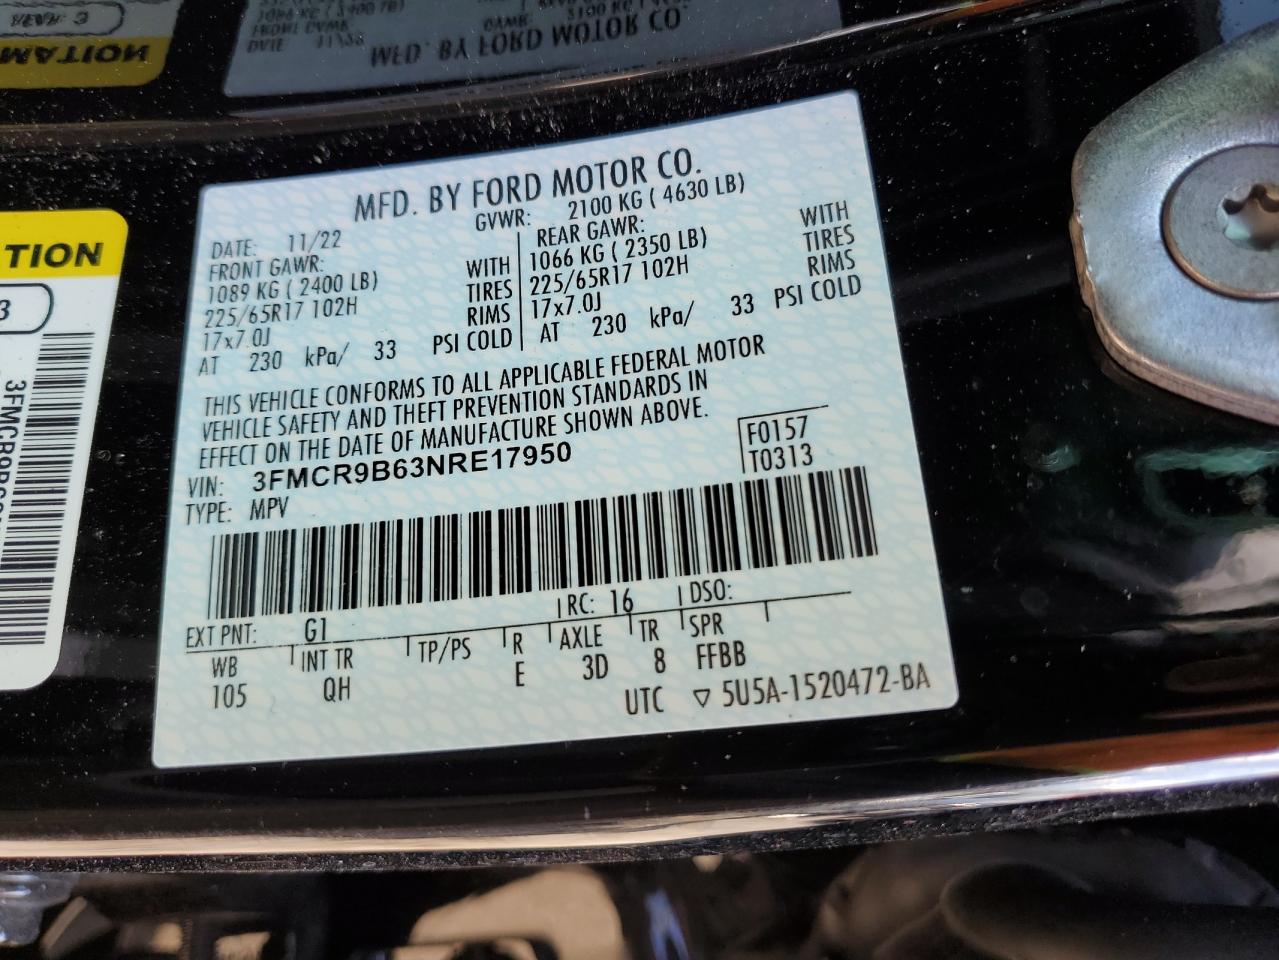 MFD. BY FORD MOTOR CO.
DATE: 11/22 GVWR: 2100 KG ( 4630 LB)
FRONT GAWR: REAR GAWR:
1089 KG ( 2400 LB) WITH 1066 KG ( 2350 LB) WITH
225/65R17 102H TIRES 225/65R17 102H TIRES
17x7.0J RIMS 17x7.0J RIMS
AT 230 kPa/ 33 PSI COLD AT 230 kPa/ 33 PSI COLD
THIS VEHICLE CONFORMS TO ALL APPLICABLE FEDERAL MOTOR
VEHICLE SAFETY AND THEFT PREVENTION STANDARDS IN
EFFECT ON THE DATE OF MANUFACTURE SHOWN ABOVE.
VIN: 3FMCR9B63NRE17950
F0157
TYPE: MPV
T0313
EXT PNT: G1 RC: 16 DSO:
WB INT TR TP/PS R AXLE TR SPR
105 QH E 3D 8 FFBB
UTC ▽ 5U5A-1520472-BA
TION
3
3FMCR9B6
MFD. BY FORD MOTOR CO